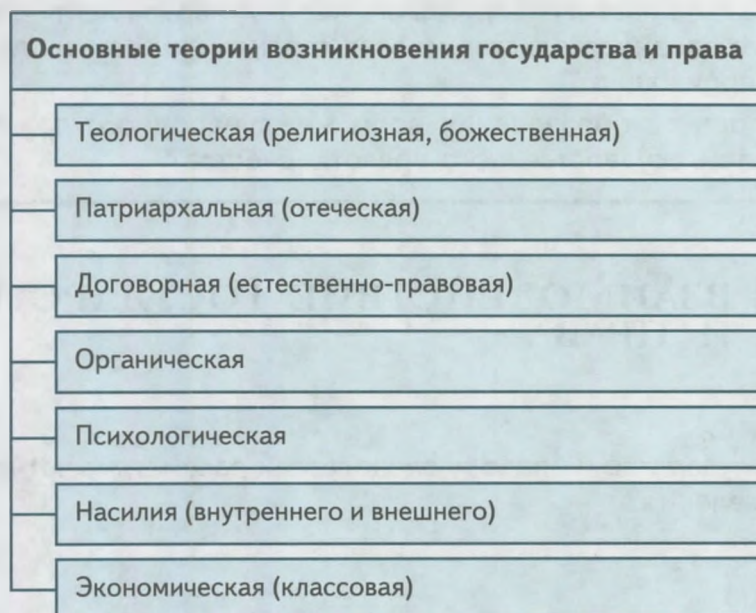 Основные теории возникновения государства и права
Теологическая (религиозная, божественная)
Патриархальная (отеческая)
Договорная (естественно-правовая)
Органическая
Психологическая
Насилия (внутреннего и внешнего)
Экономическая (классовая)